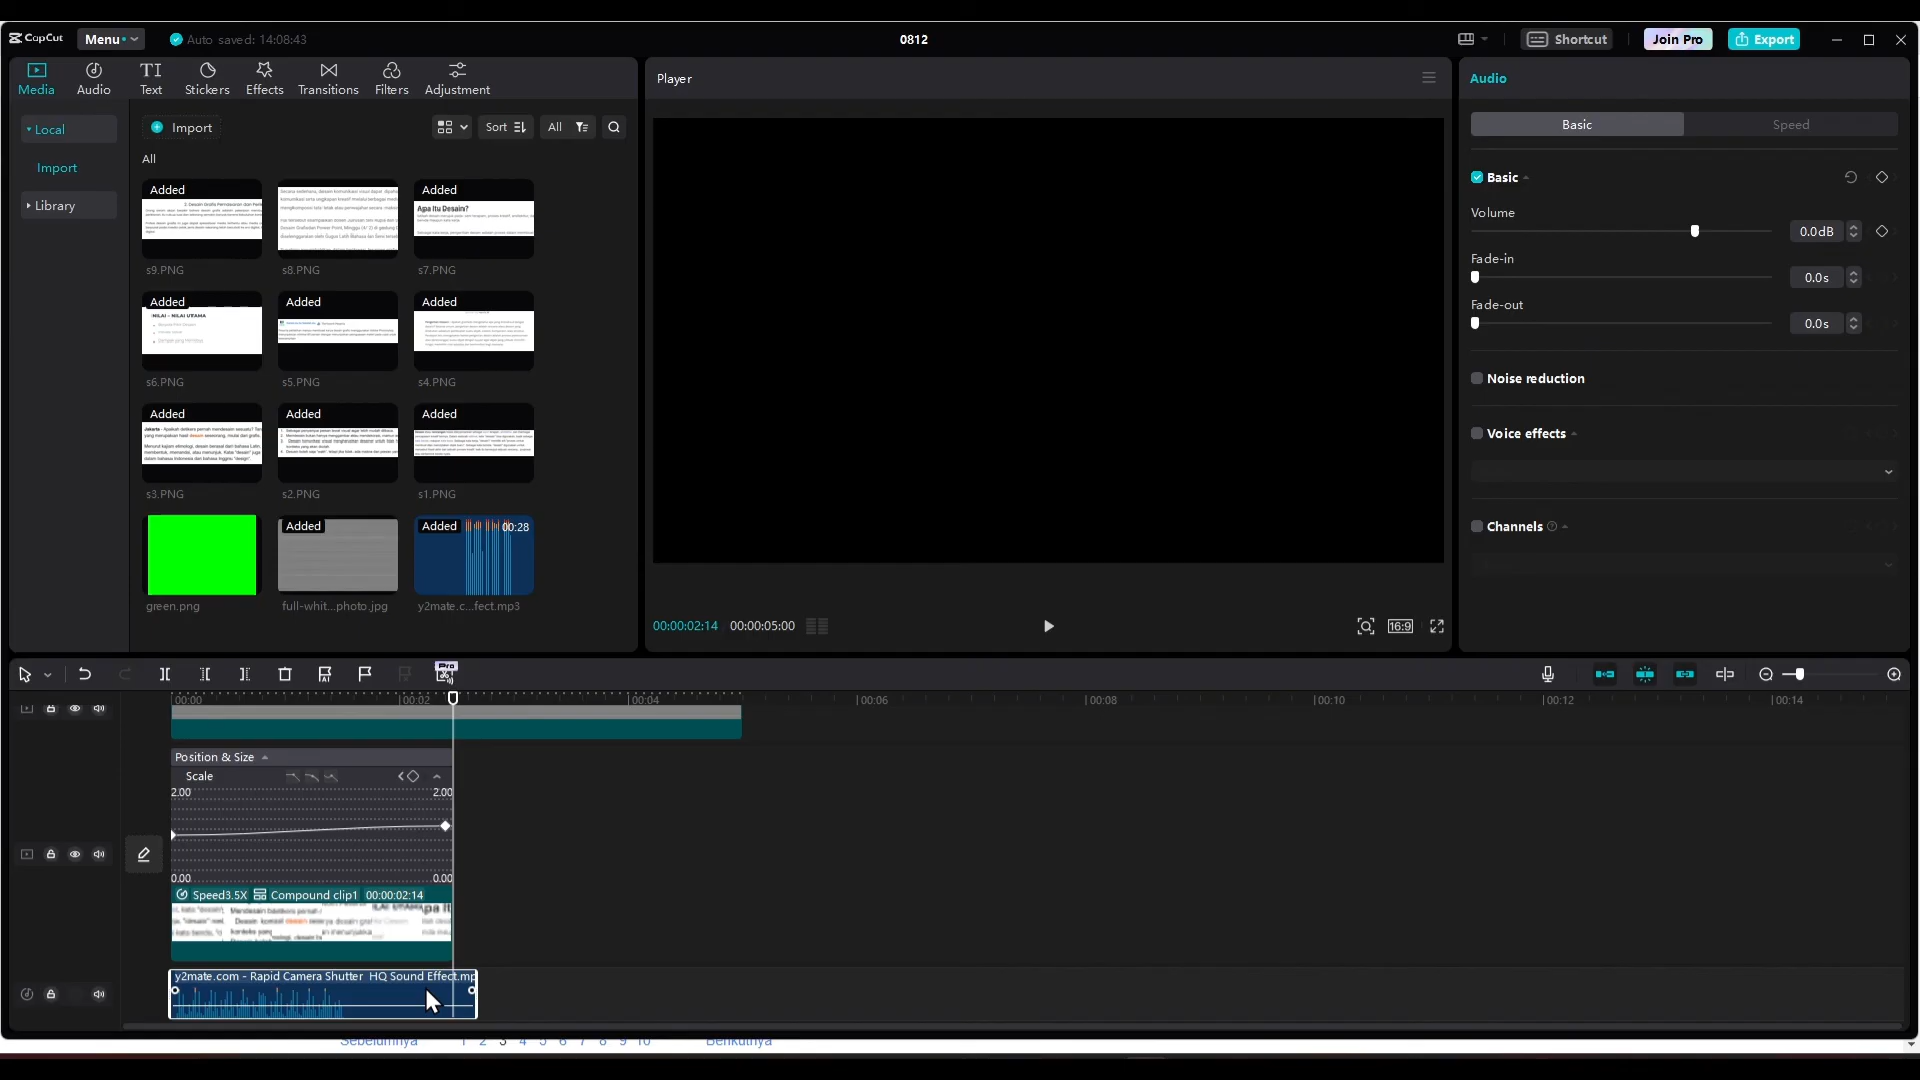 CapCut
Menu
Auto saved: 14:08:43
0812
Shortcut
Join Pro
Export
Media
Audio
Text
Stickers
Effects
Transitions
Filters
Adjustment
Player
Audio
Local
Import
Library
Import
Sort
All
All
Basic
Speed
Basic
Volume
0.0dB
Fade-in
0.0s
Fade-out
0.0s
Noise reduction
Voice effects
Channels
Added
s9.PNG
s8.PNG
Added
Apa Itu Desain?
s7.PNG
Added
NILAI - NILAI UTAMA
s6.PNG
Added
s5.PNG
Added
s4.PNG
Added
s3.PNG
Added
s2.PNG
Added
s1.PNG
green.png
Added
full-whit...photo.jpg
Added
00:28
y2mate.c...fect.mp3
00:00:02:14
00:00:05:00
16:9
Pro
00:00
00:02
00:04
00:06
00:08
00:10
00:12
00:14
Position & Size
Scale
2.00
2.00
0.00
0.00
Speed3.5X
Compound clip1
00:00:02:14
y2mate.com - Rapid Camera Shutter HQ Sound Effect.mp
Sebelumnya 1 2 3 4 5 6 7 8 9 10 Berikutnya